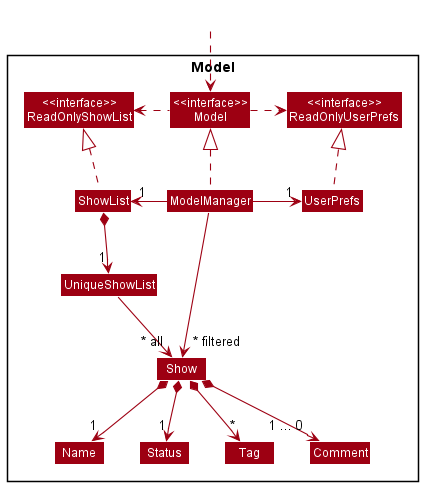 Model
<<interface>>
ReadOnlyShowList
<<interface>>
Model
<<interface>>
ReadOnlyUserPrefs
ShowList
1
ModelManager
1
UserPrefs
1
UniqueShowList
* all
* filtered
Show
1
1
*
1 ... 0
Name
Status
Tag
Comment